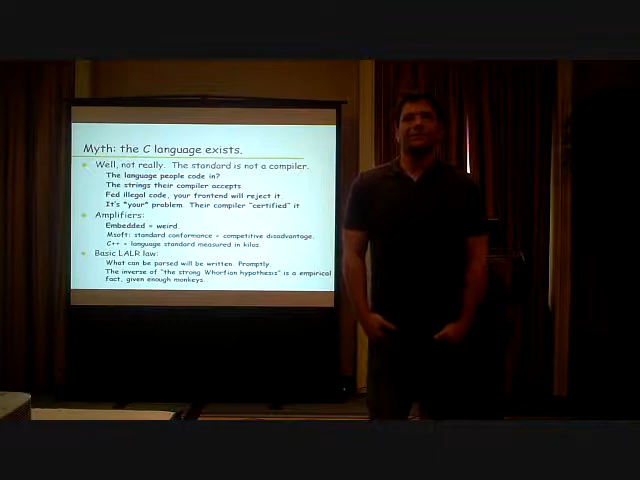 Myth: the C language exists.
Well, not really. The standard is not a compiler.
The language people code in?
The strings their compiler accepts.
Fed illegal code, your frontend will reject it
It's *your* problem. Their compiler "certified" it
Amplifiers:
Embedded = weird.
Msoft: standard conformance = competitive disadvantage.
C++ = language standard measured in kilos.
Basic LALR law:
What can be parsed will be written. Promptly.
The inverse of "the strong Whorfian hypothesis" is a empirical
fact, given enough monkeys.